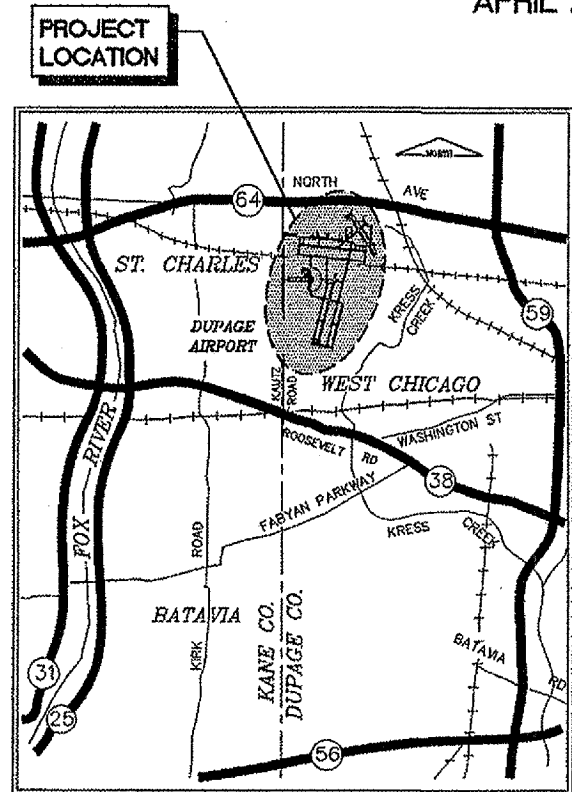 APRIL
PROJECT
LOCATION
NORTH
NORTH
AVE
64
ST. CHARLES
DUPAGE
AIRPORT
KRESS
CREEK
59
KAUTZ
ROAD
WEST CHICAGO
ROOSEVELT RD
WASHINGTON ST
FOX RIVER
38
FABYAN PARKWAY
KRESS
CREEK
ROAD
KIRK
BATAVIA
KANE CO.
DUPAGE CO.
BATAVIA
RD
31
25
56